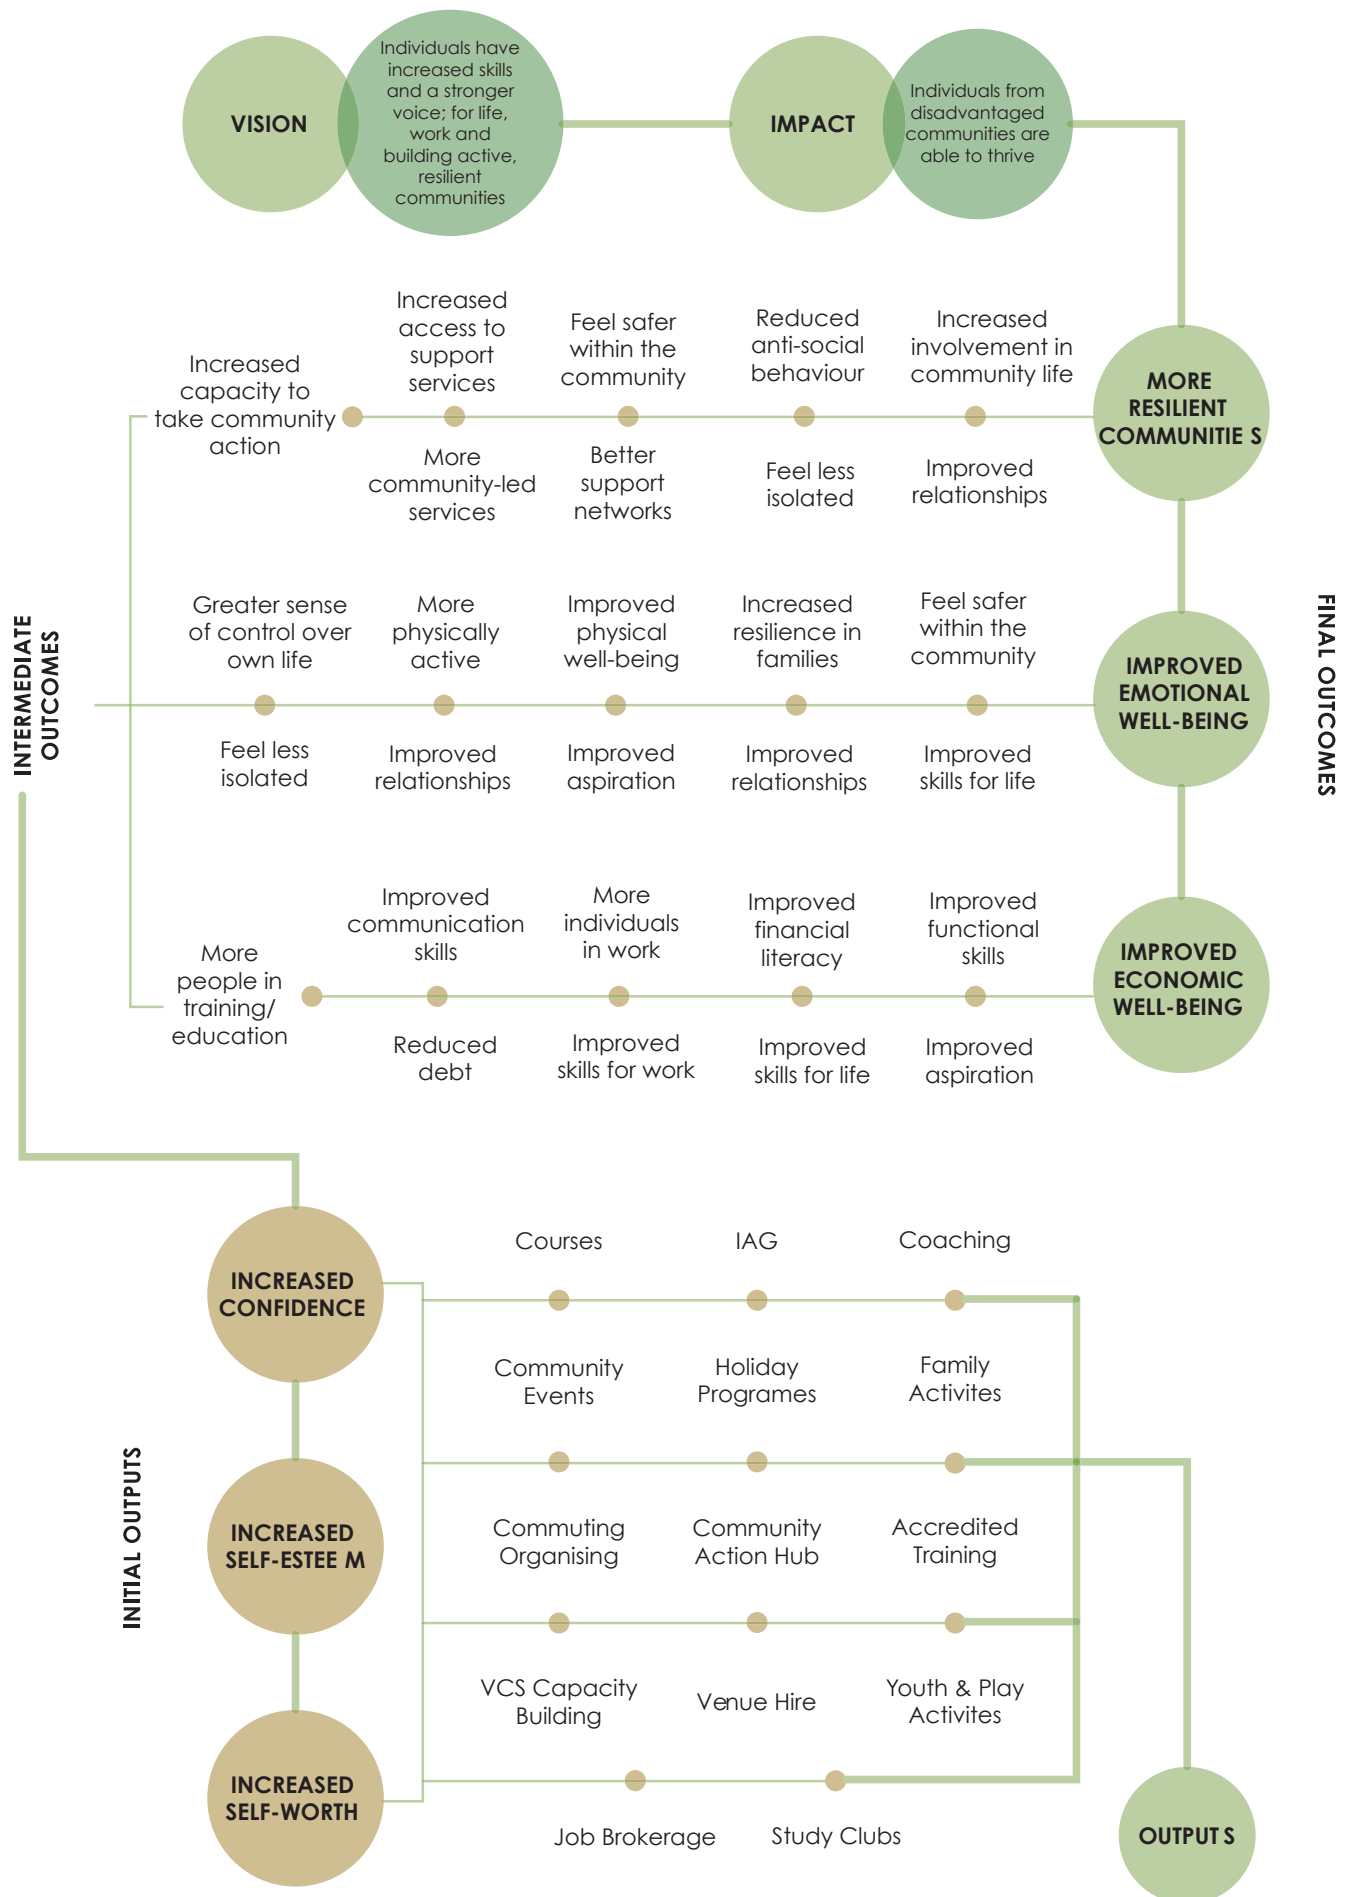 VISION
Individuals have
increased skills
and a stronger
voice; for life,
work and
building active,
resilient
communities
IMPACT
Individuals from
disadvantaged
communities are
able to thrive
INTERMEDIATE
OUTCOMES
Increased
capacity to
take community
action
Increased
access to
support
services
More
community-led
services
Feel safer
within the
community
Better
support
networks
Reduced
anti-social
behaviour
Feel less
isolated
Increased
involvement in
community life
Improved
relationships
MORE
RESILIENT
COMMUNITIE S
Greater sense
of control over
own life
Feel less
isolated
More
physically
active
Improved
relationships
Improved
physical
well-being
Improved
aspiration
Increased
resilience in
families
Improved
relationships
Feel safer
within the
community
Improved
skills for life
IMPROVED
EMOTIONAL
WELL-BEING
FINAL OUTCOMES
More
people in
training/
education
Improved
communication
skills
Reduced
debt
More
individuals
in work
Improved
skills for work
Improved
financial
literacy
Improved
skills for life
Improved
functional
skills
Improved
aspiration
IMPROVED
ECONOMIC
WELL-BEING
INITIAL OUTPUTS
INCREASED
CONFIDENCE
INCREASED
SELF-ESTEE M
INCREASED
SELF-WORTH
Courses
IAG
Coaching
Community
Events
Holiday
Programes
Family
Activites
Commuting
Organising
Community
Action Hub
Accredited
Training
VCS Capacity
Building
Venue Hire
Youth & Play
Activites
Job Brokerage
Study Clubs
OUTPUT S